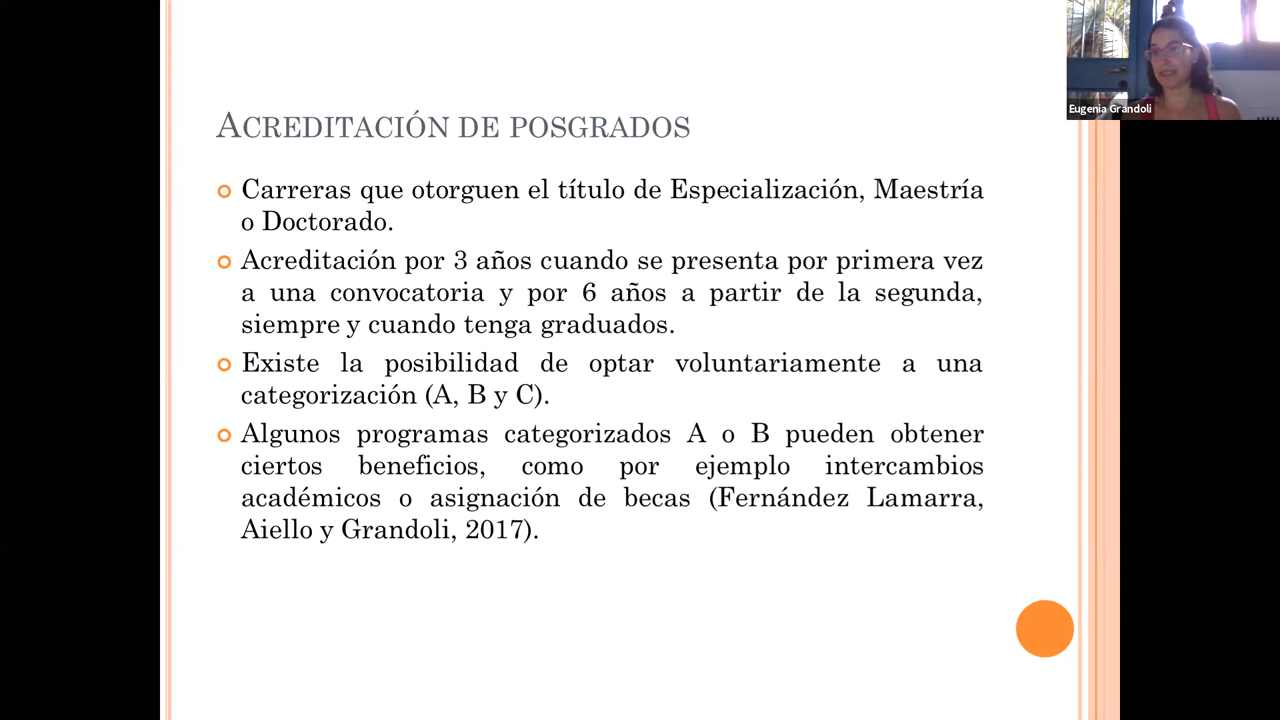 Eugenia Grandoli
ACREDITACIÓN DE POSGRADOS
Carreras que otorguen el título de Especialización, Maestría
o Doctorado.
Acreditación por 3 años cuando se presenta por primera vez
a una convocatoria y por 6 años a partir de la segunda,
siempre y cuando tenga graduados.
Existe la posibilidad de optar voluntariamente a una
categorización (A, B y C).
Algunos programas categorizados A o B pueden obtener
ciertos beneficios, como por ejemplo intercambios
académicos o asignación de becas (Fernández Lamarra,
Aiello y Grandoli, 2017).